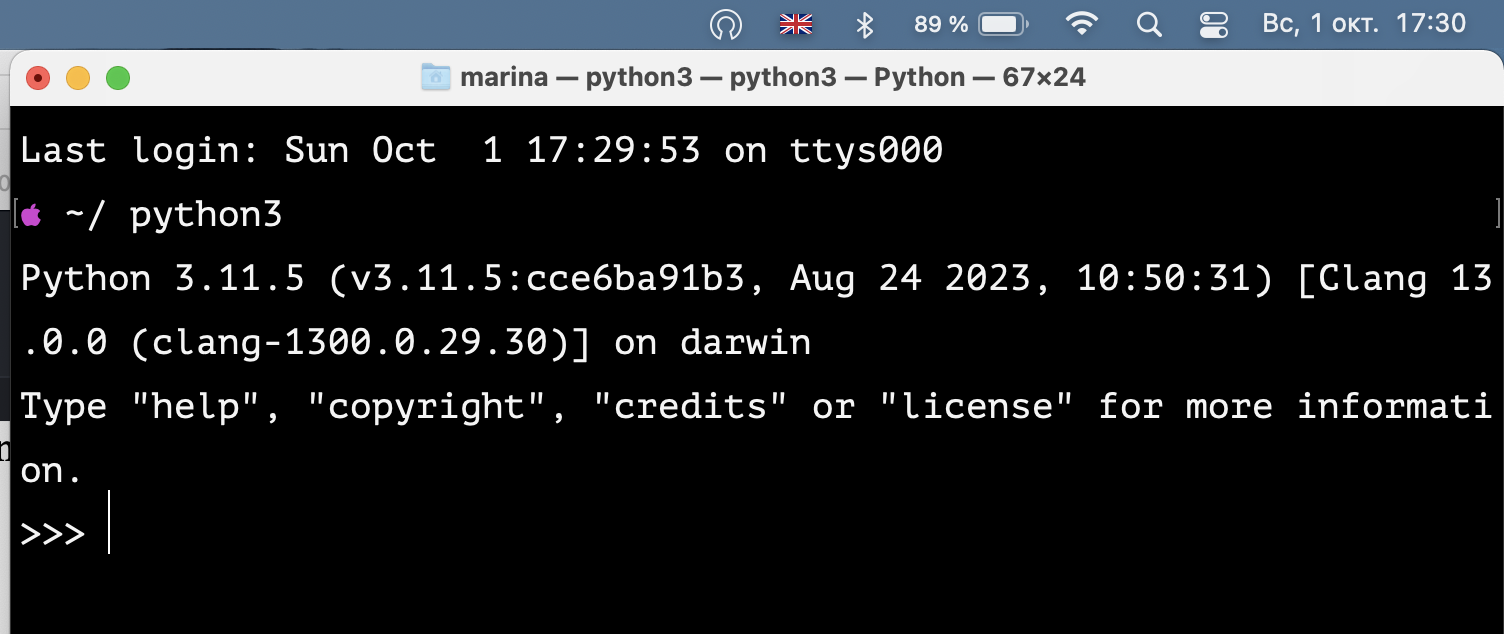 89 % Вс, 1 окт. 17:30
marina — python3 — python3 — Python — 67×24
Last login: Sun Oct  1 17:29:53 on ttys000
[ ~/ python3 ]
Python 3.11.5 (v3.11.5:cce6ba91b3, Aug 24 2023, 10:50:31) [Clang 13
.0.0 (clang-1300.0.29.30)] on darwin
Type "help", "copyright", "credits" or "license" for more informati
on.
>>>